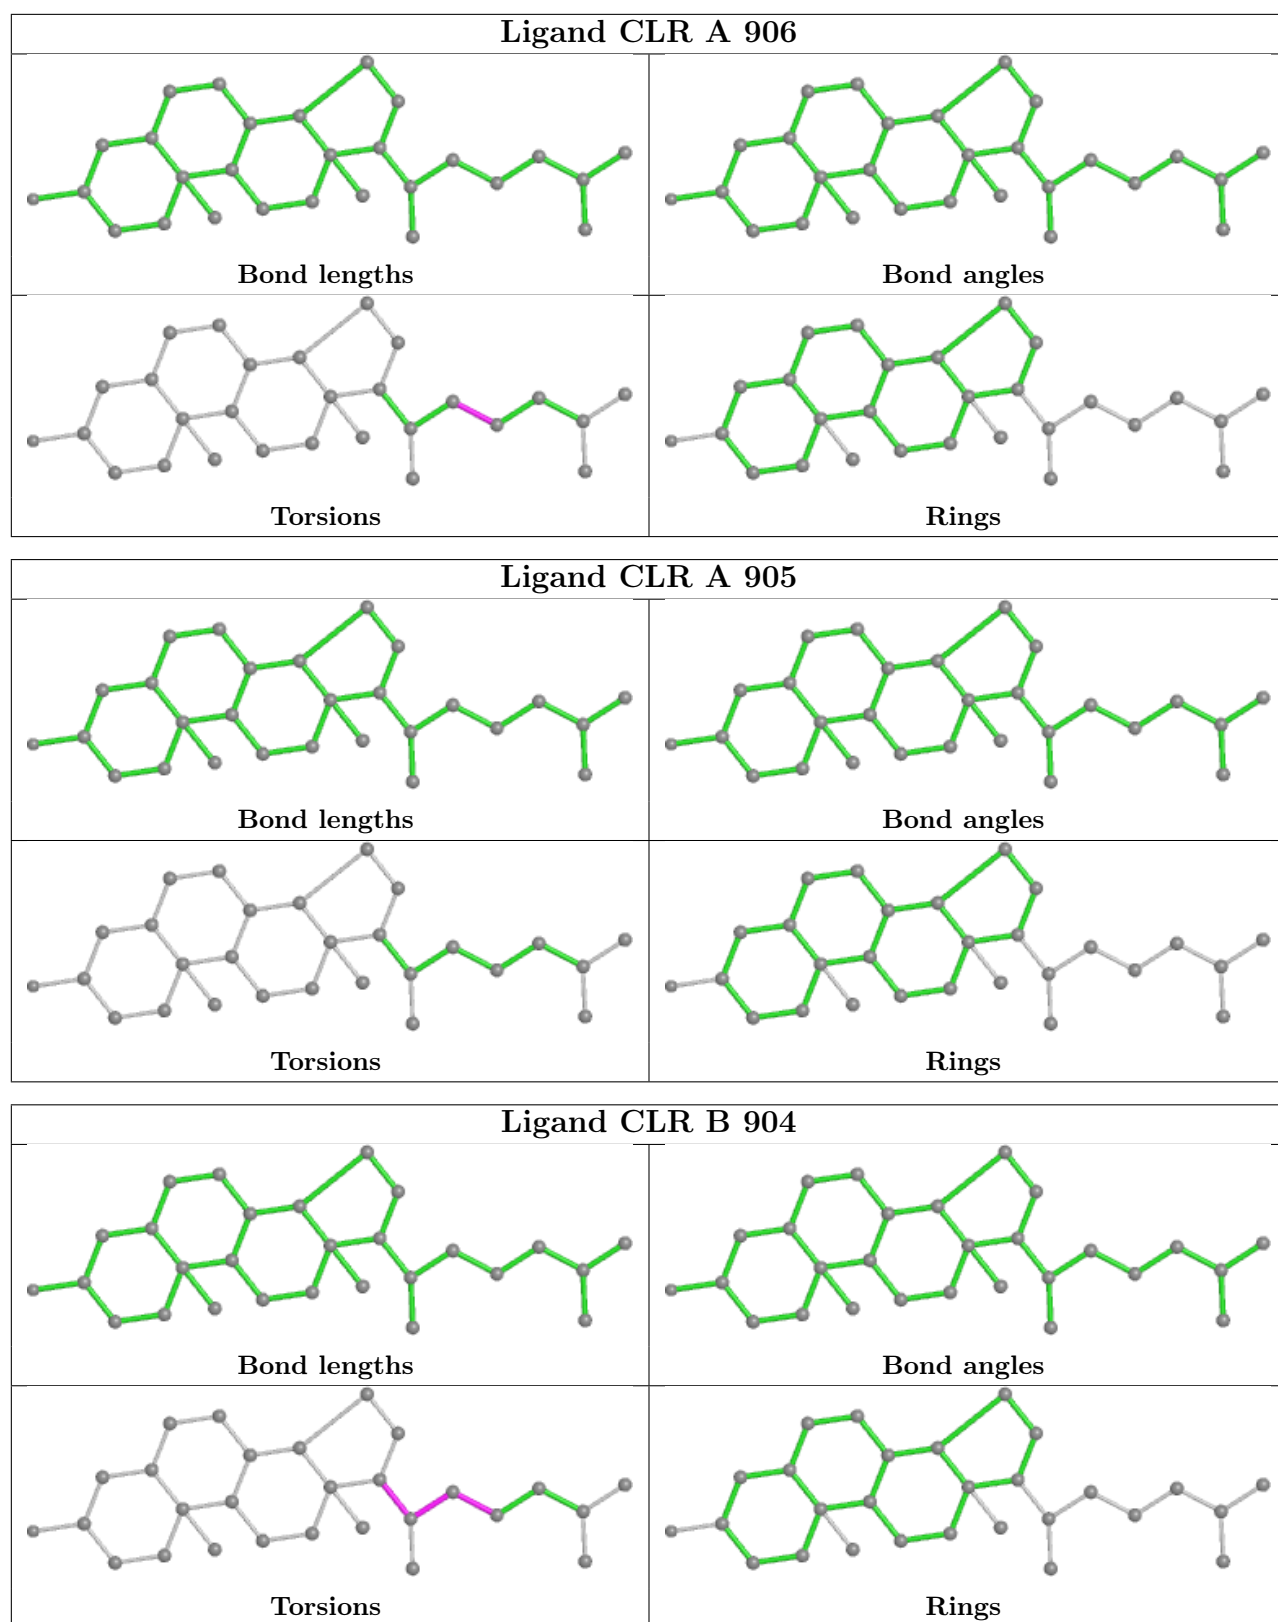 Ligand CLR A 906
Bond lengths
Bond angles
Torsions
Rings
Ligand CLR A 905
Bond lengths
Bond angles
Torsions
Rings
Ligand CLR B 904
Bond lengths
Bond angles
Torsions
Rings